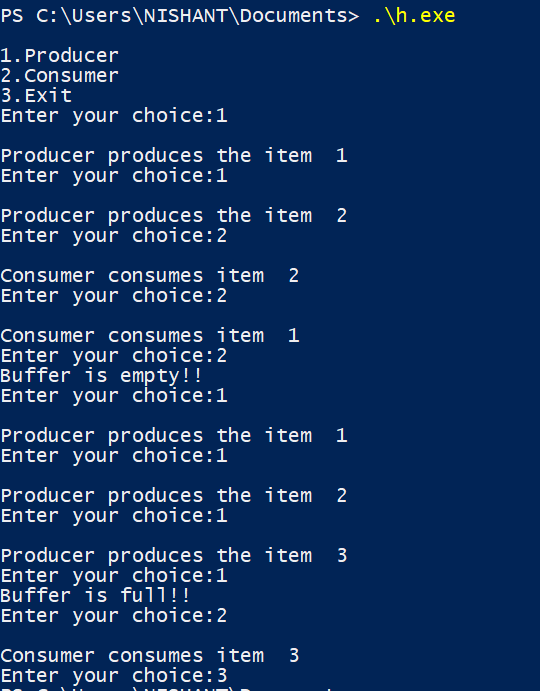 PS C:\Users\NISHANT\Documents> .\h.exe
1.Producer
2.Consumer
3.Exit
Enter your choice:1
Producer produces the item  1
Enter your choice:1
Producer produces the item  2
Enter your choice:2
Consumer consumes item  2
Enter your choice:2
Consumer consumes item  1
Enter your choice:2
Buffer is empty!!
Enter your choice:1
Producer produces the item  1
Enter your choice:1
Producer produces the item  2
Enter your choice:1
Producer produces the item  3
Enter your choice:1
Buffer is full!!
Enter your choice:2
Consumer consumes item  3
Enter your choice:3